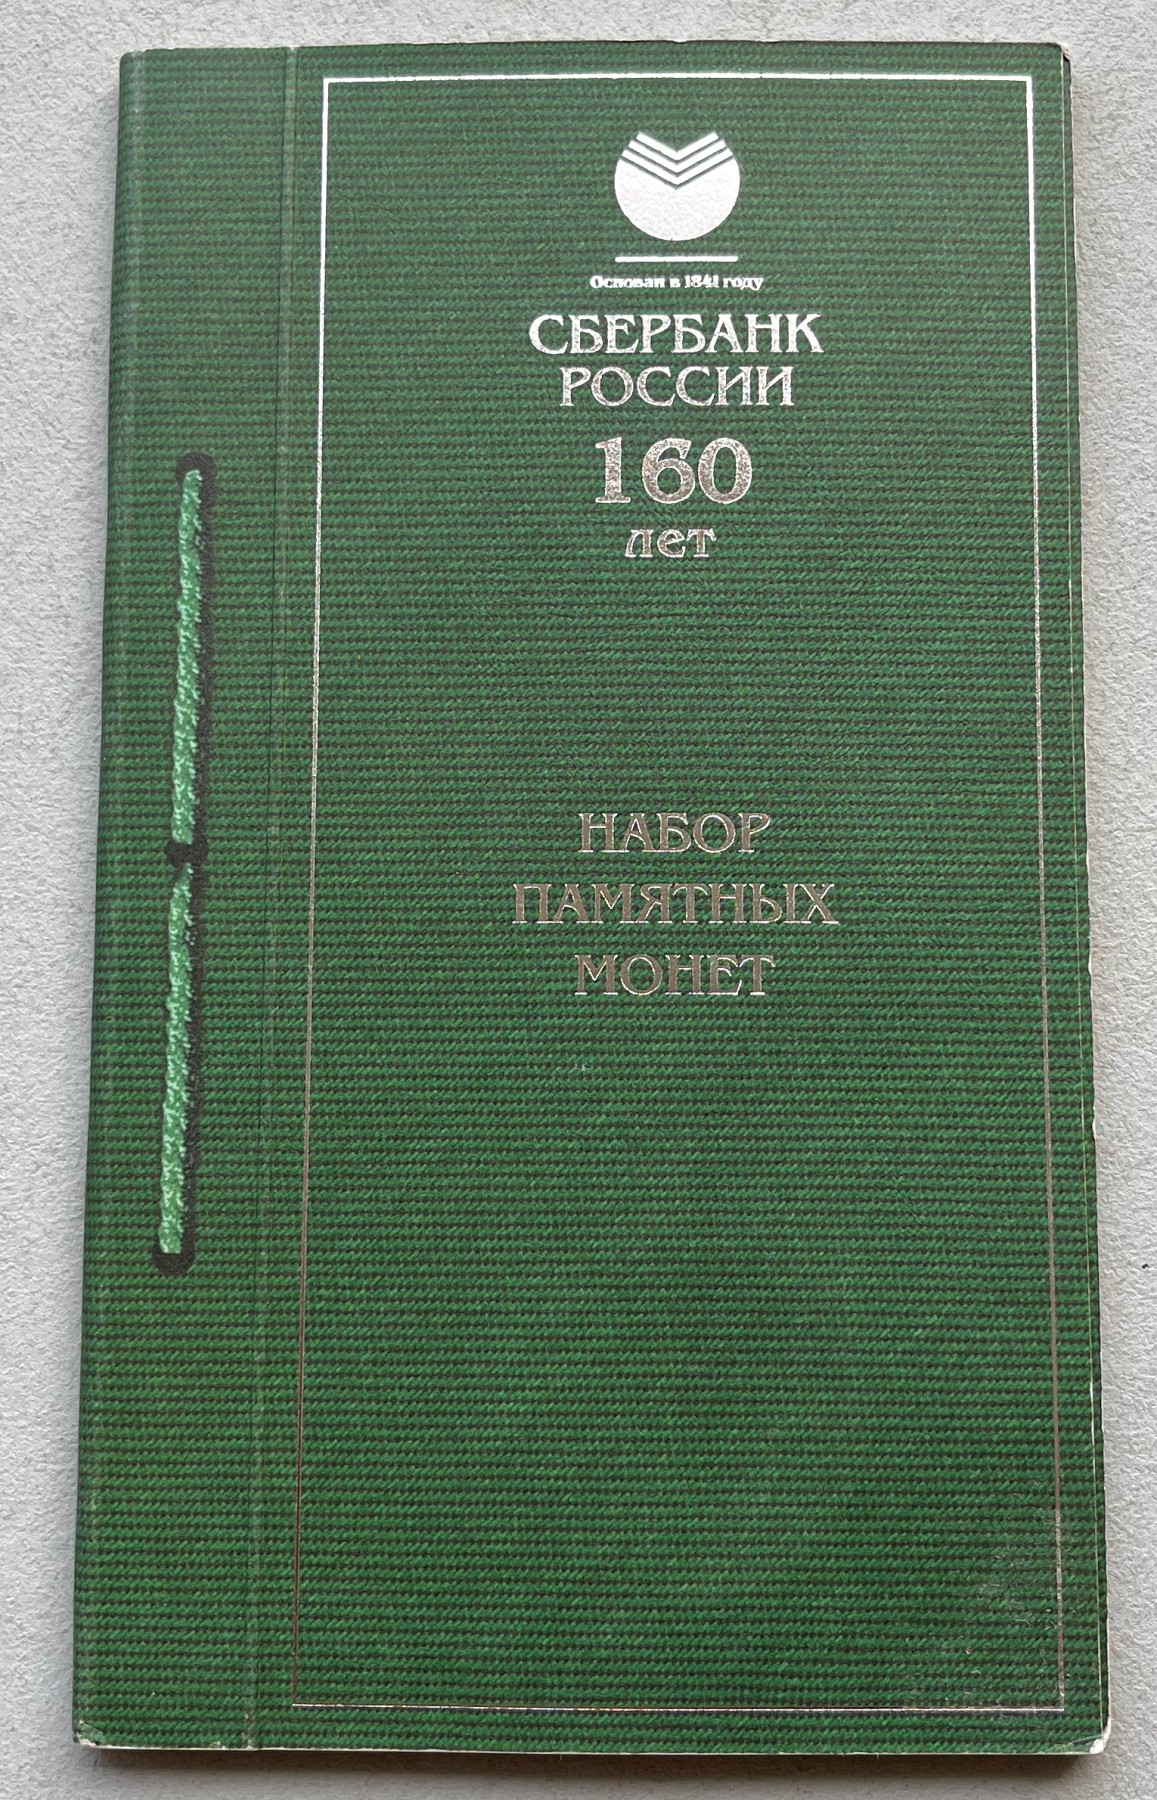 Основан в 1841 году
СБЕРБАНК
РОССИИ
160
лет
НАБОР
ПАМЯТНЫХ
МОНЕТ